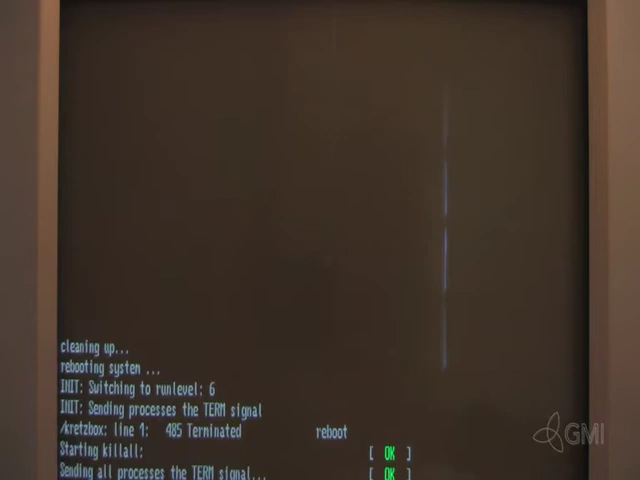 cleaning up...
rebooting system ...
INIT: Switching to runlevel: 6
INIT: Sending processes the TERM signal
/kretzbox: line 1: 485 Terminated reboot
Starting killall: [ OK ]
Sending all processes the TERM signal... [ OK ]
GMI